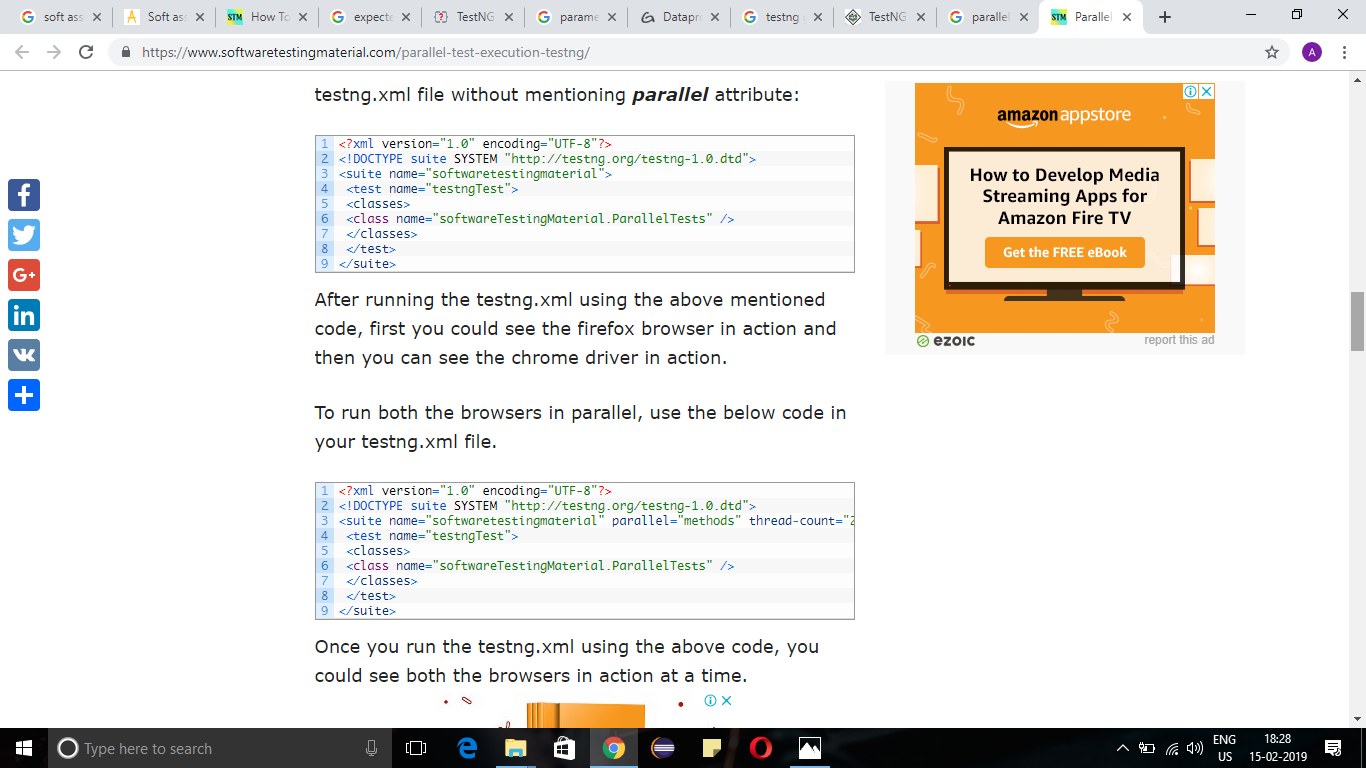 soft ass
Soft ass
STM How To
expecte
TestNG
parame
Datapro
testng
TestNG
parallel
STM Parallel
https://www.softwaretestingmaterial.com/parallel-test-execution-testng/
A
testng.xml file without mentioning parallel attribute:
1 <?xml version="1.0" encoding="UTF-8"?>
2 <!DOCTYPE suite SYSTEM "http://testng.org/testng-1.0.dtd">
3 <suite name="softwaretestingmaterial">
4 <test name="testngTest">
5 <classes>
6 <class name="softwareTestingMaterial.ParallelTests" />
7 </classes>
8 </test>
9 </suite>
After running the testng.xml using the above mentioned
code, first you could see the firefox browser in action and
then you can see the chrome driver in action.
To run both the browsers in parallel, use the below code in
your testng.xml file.
1 <?xml version="1.0" encoding="UTF-8"?>
2 <!DOCTYPE suite SYSTEM "http://testng.org/testng-1.0.dtd">
3 <suite name="softwaretestingmaterial" parallel="methods" thread-count="2
4 <test name="testngTest">
5 <classes>
6 <class name="softwareTestingMaterial.ParallelTests" />
7 </classes>
8 </test>
9 </suite>
Once you run the testng.xml using the above code, you
could see both the browsers in action at a time.
amazon appstore
How to Develop Media
Streaming Apps for
Amazon Fire TV
Get the FREE eBook
ezoic
report this ad
f
G+
in
Type here to search
ENG
US
18:28
15-02-2019